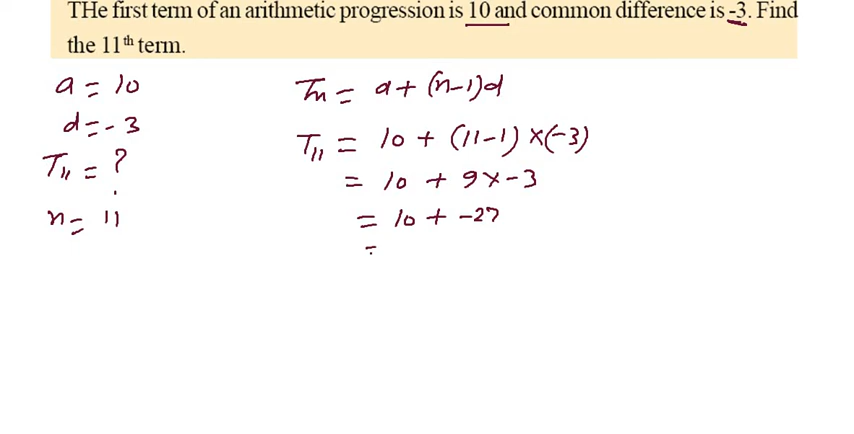 THe first term of an arithmetic progression is 10 and common difference is -3. Find
the 11th term.
a = 10
d = -3
T11 = ?
n = 11
Tn = a + (n-1)d
T11 = 10 + (11-1) ×(-3)
= 10 + 9 × -3
= 10 + -27
=